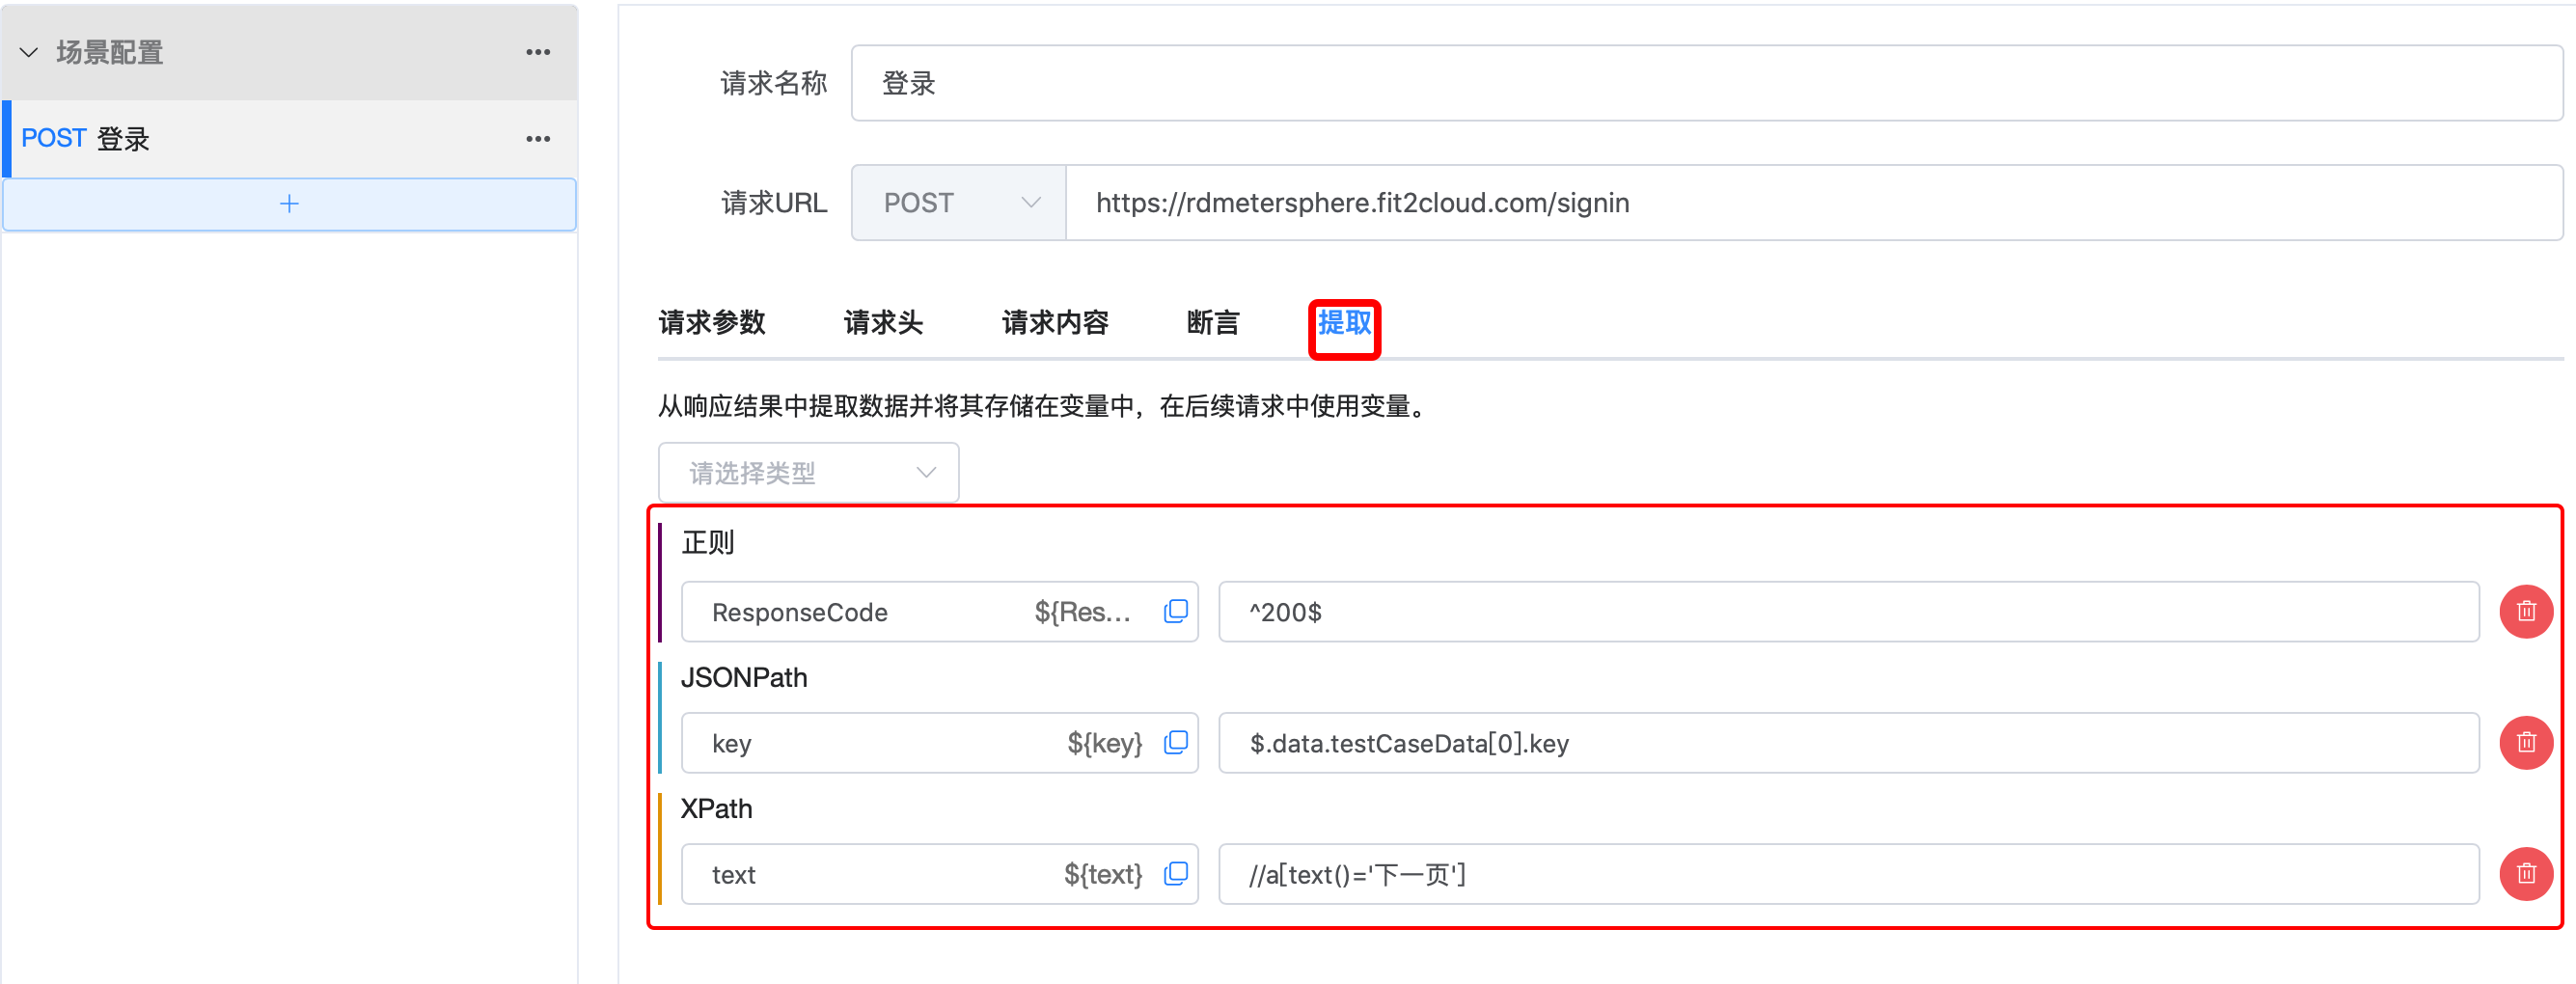 场景配置
POST 登录
请求名称 登录
请求URL POST https://rdmetersphere.fit2cloud.com/signin
请求参数 请求头 请求内容 断言 提取
从响应结果中提取数据并将其存储在变量中，在后续请求中使用变量。
请选择类型
正则
ResponseCode ${Res... ^200$
JSONPath
key ${key} $.data.testCaseData[0].key
XPath
text ${text} //a[text()='下一页']